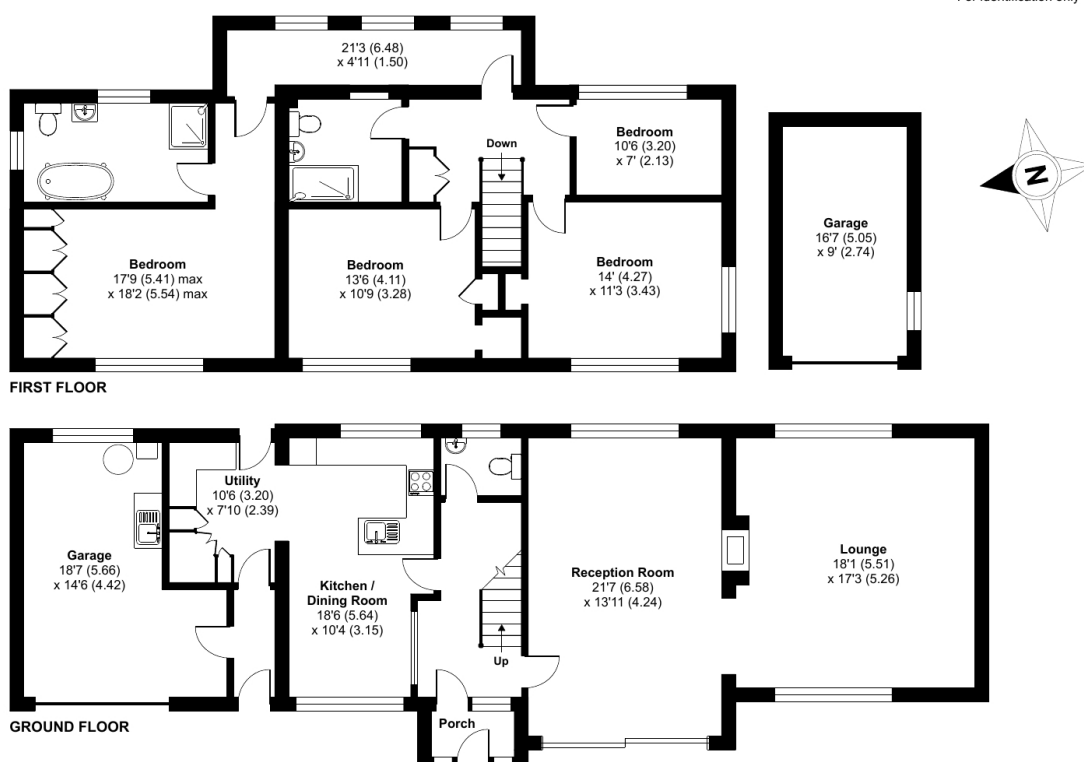 For identification only
21'3 (6.48)
x 4'11 (1.50)
Bedroom
10'6 (3.20)
x 7' (2.13)
Down
N
Garage
16'7 (5.05)
x 9' (2.74)
Bedroom
17'9 (5.41) max
x 18'2 (5.54) max
Bedroom
13'6 (4.11)
x 10'9 (3.28)
Bedroom
14' (4.27)
x 11'3 (3.43)
FIRST FLOOR
Utility
10'6 (3.20)
x 7'10 (2.39)
Garage
18'7 (5.66)
x 14'6 (4.42)
Kitchen /
Dining Room
18'6 (5.64)
x 10'4 (3.15)
Reception Room
21'7 (6.58)
x 13'11 (4.24)
Lounge
18'1 (5.51)
x 17'3 (5.26)
Up
Porch
GROUND FLOOR